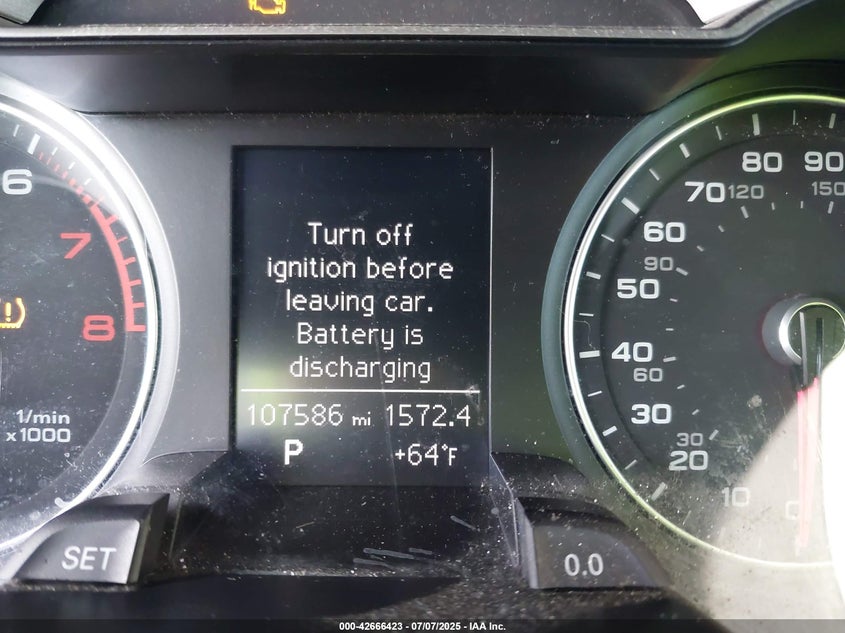 Turn off
ignition before
leaving car.
Battery is
discharging
107586 mi 1572.4
P +64°F
6
7
8
1/min
x1000
SET
0.0
80 90
70 120 150
60
90
50
40
60
30
30
20
10
000-42666423 - 07/07/2025 - IAA Inc.